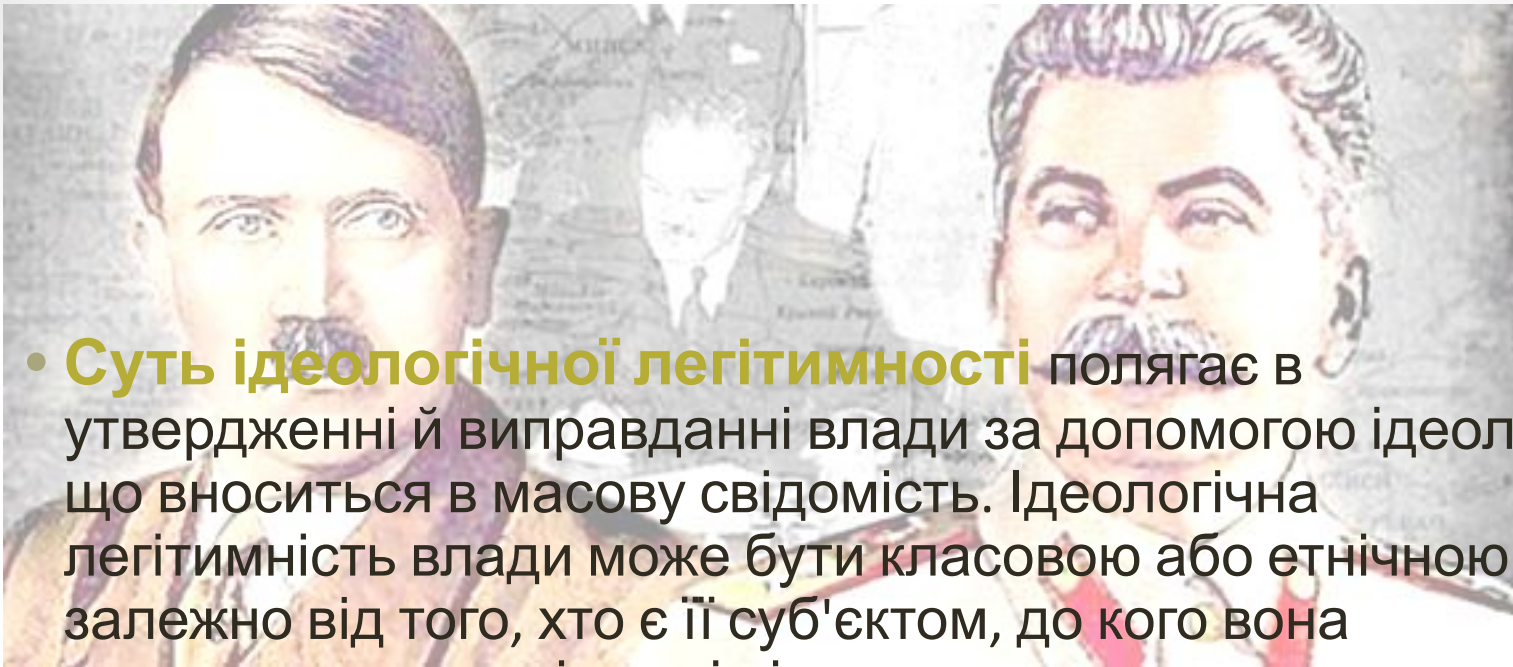 • Суть ідеологічної легітимності полягає в
утвердженні й виправданні влади за допомогою ідеол
що вноситься в масову свідомість. Ідеологічна
легітимність влади може бути класовою або етнічною
залежно від того, хто є її суб'єктом, до кого вона